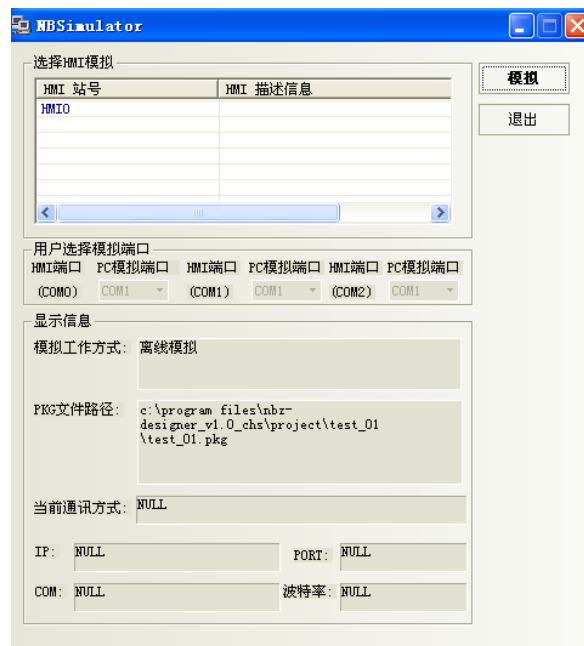 NBSimulator
选择HMI模拟
HMI 站号 HMI 描述信息
HMI0
模拟
退出
用户选择模拟端口
HMI端口 PC模拟端口 HMI端口 PC模拟端口 HMI端口 PC模拟端口
(COM0) COM1 (COM1) COM1 (COM2) COM1
显示信息
模拟工作方式: 离线模拟
PKG文件路径: c:\program files\nbz-
designer_v1.0_chs\project\test_01
\test_01.pkg
当前通讯方式: NULL
IP: NULL PORT: NULL
COM: NULL 波特率: NULL